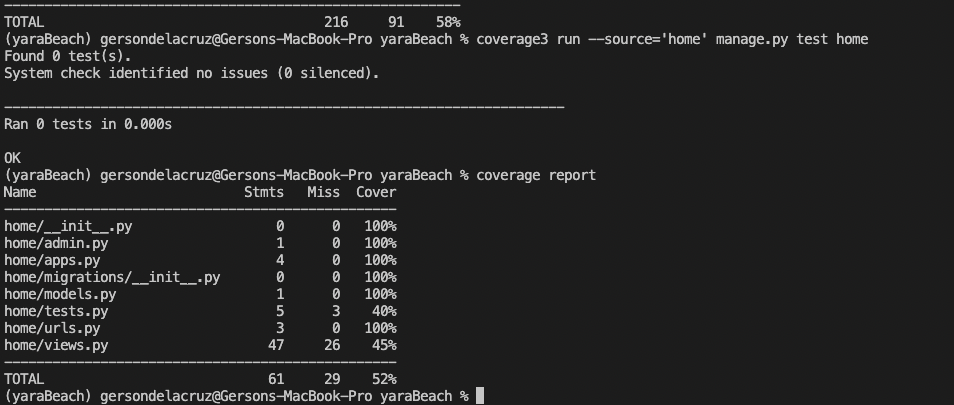 ----------------------------------------------------------
TOTAL                                   216     91    58%
(yaraBeach) gersondelacruz@Gersons-MacBook-Pro yaraBeach % coverage3 run --source='home' manage.py test home
Found 0 test(s).
System check identified no issues (0 silenced).
----------------------------------------------------------------------
Ran 0 tests in 0.000s
OK
(yaraBeach) gersondelacruz@Gersons-MacBook-Pro yaraBeach % coverage report
Name                          Stmts   Miss  Cover
-------------------------------------------------
home/__init__.py                  0      0   100%
home/admin.py                     1      0   100%
home/apps.py                      4      0   100%
home/migrations/__init__.py       0      0   100%
home/models.py                    1      0   100%
home/tests.py                     5      3    40%
home/urls.py                      3      0   100%
home/views.py                    47     26    45%
-------------------------------------------------
TOTAL                            61     29    52%
(yaraBeach) gersondelacruz@Gersons-MacBook-Pro yaraBeach %